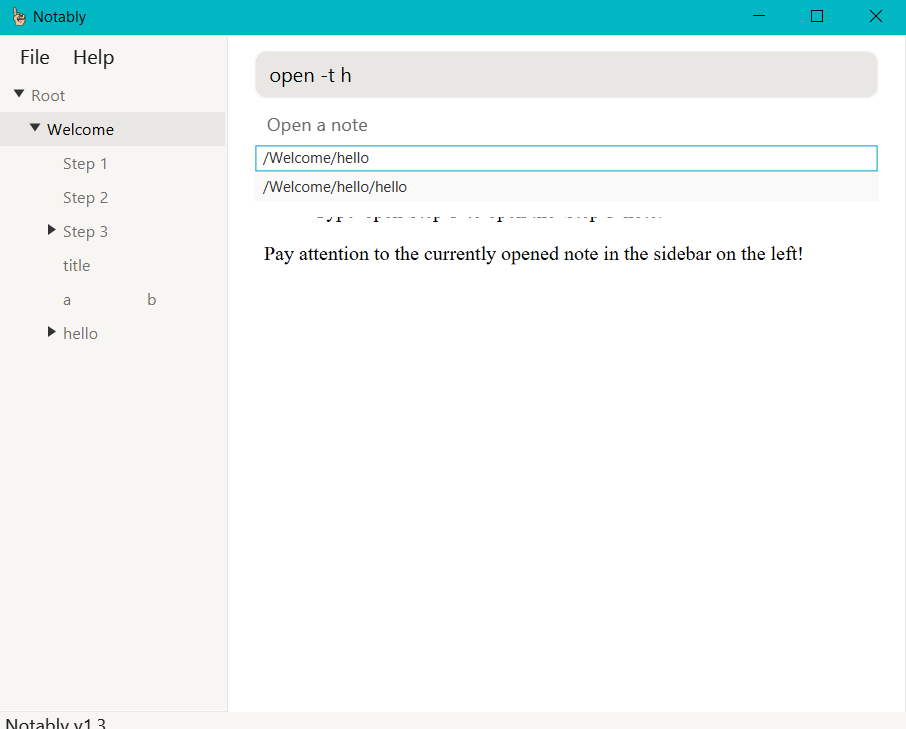 Notably
File Help
Root
Welcome
Step 1
Step 2
Step 3
title
a b
hello
open -t h
Open a note
/Welcome/hello
/Welcome/hello/hello
Pay attention to the currently opened note in the sidebar on the left!
Notably v1.3